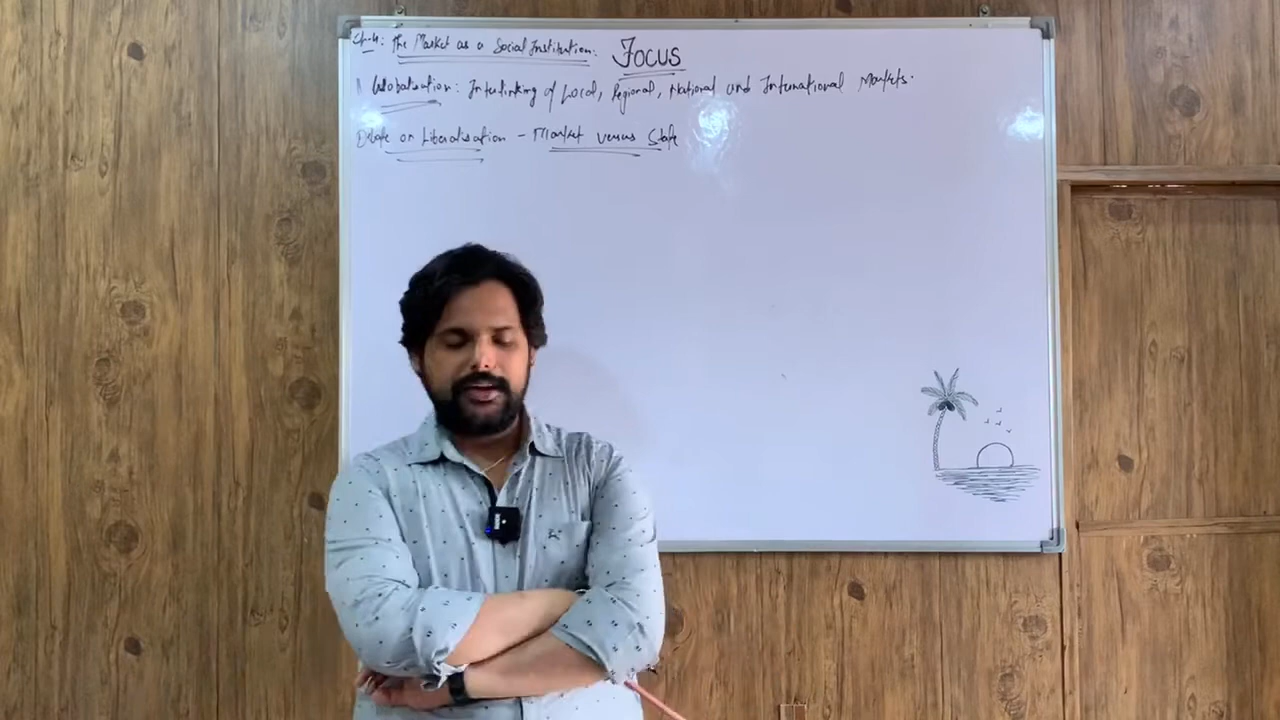 Ch-4: The Market as a Social Institution:
FOCUS
Globalisation: Interlinking of Local, Regional, National and International Markets.
Debate on Liberalisation - Market versus State